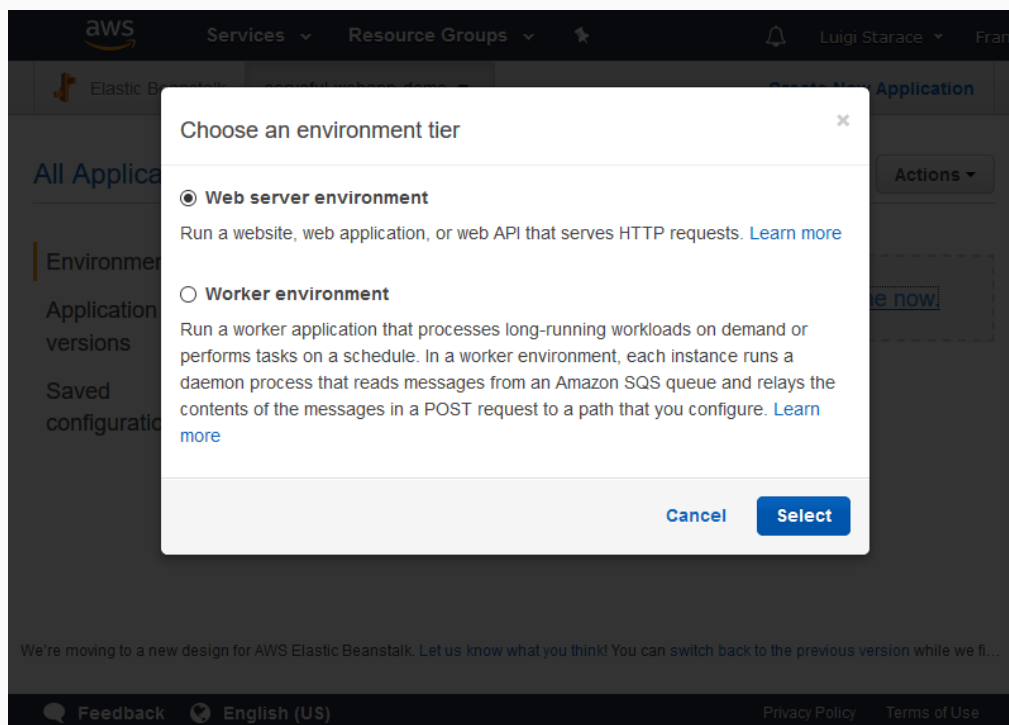 aws Services Resource Groups Luigi Starace Fran
Elastic Beanstalk Create New Application
Choose an environment tier
All Applica
Actions
Web server environment
Run a website, web application, or web API that serves HTTP requests. Learn more
Environmen
Worker environment
e now.
Application
versions
Run a worker application that processes long-running workloads on demand or
performs tasks on a schedule. In a worker environment, each instance runs a
daemon process that reads messages from an Amazon SQS queue and relays the
contents of the messages in a POST request to a path that you configure. Learn
more
Saved
configuratio
Cancel Select
We're moving to a new design for AWS Elastic Beanstalk. Let us know what you think! You can switch back to the previous version while we fi...
Feedback English (US) Privacy Policy Terms of Use